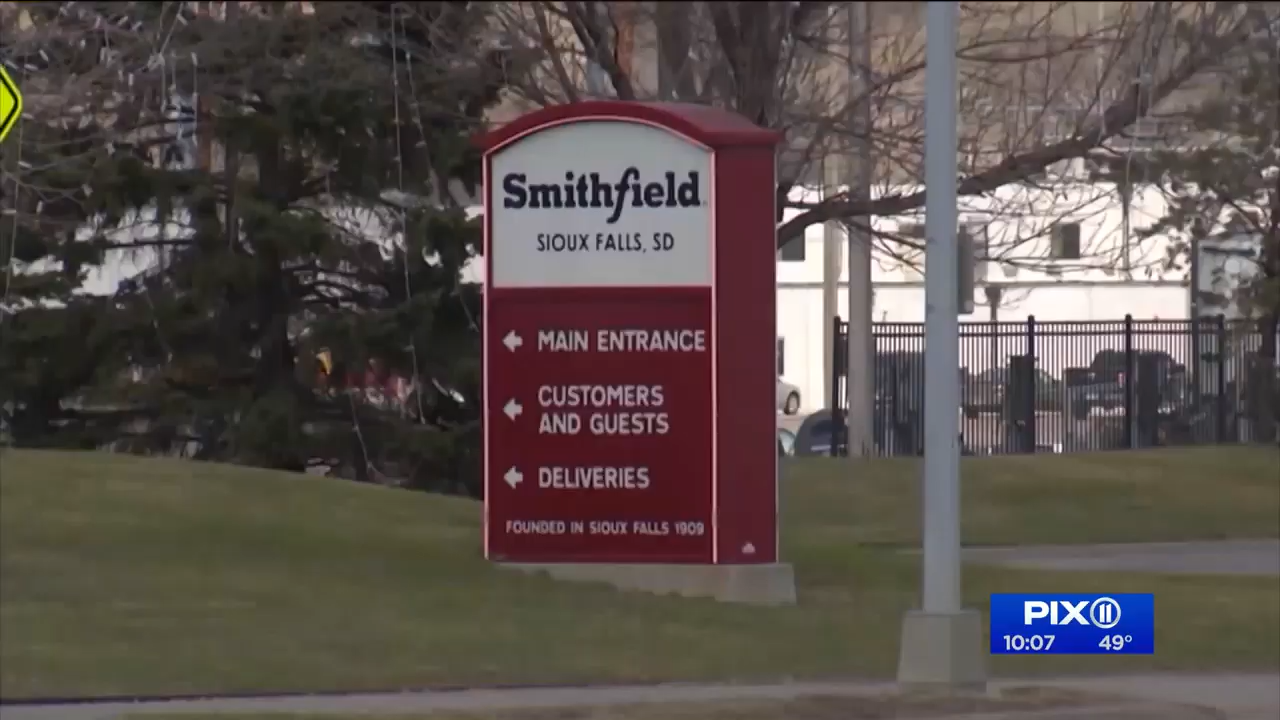 Smithfield
SIOUX FALLS, SD
MAIN ENTRANCE
CUSTOMERS
AND GUESTS
DELIVERIES
FOUNDED IN SIOUX FALLS 1909
PIX11
10:07 49°